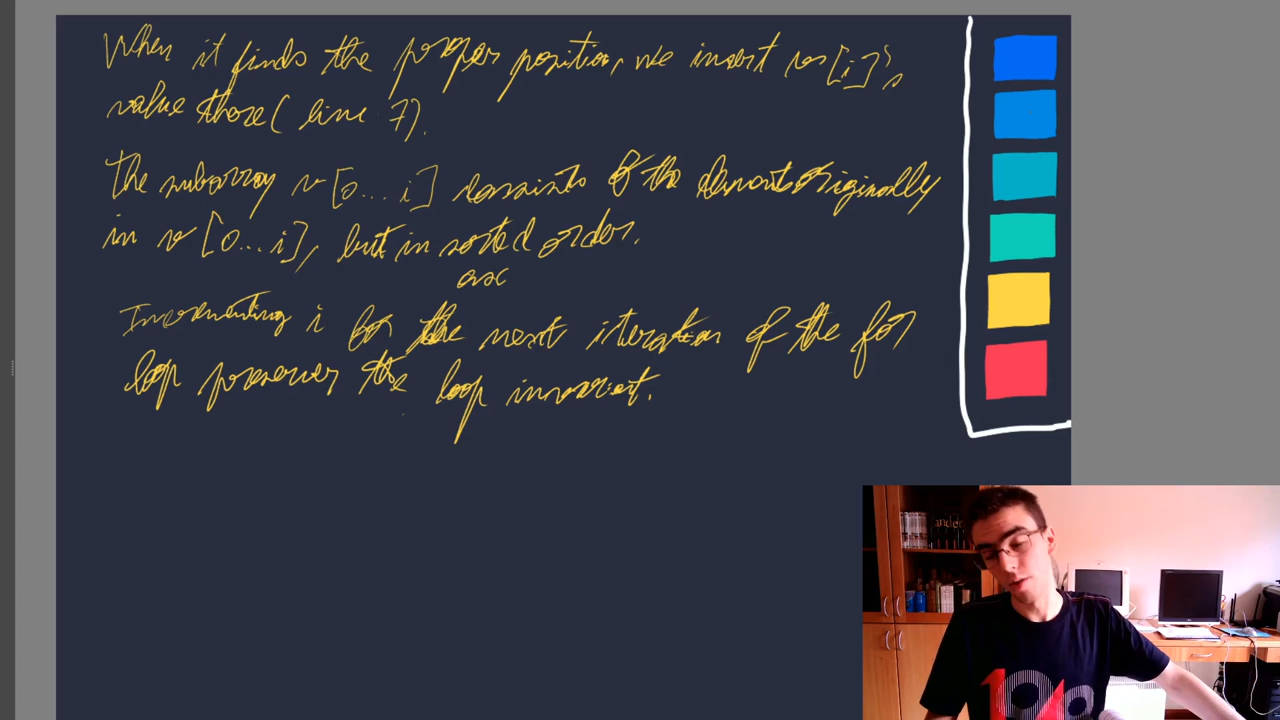 When it finds the proper position, we insert v[i]'s
value there (line 7).
The subarray v[0...i] consists of the elements originally
in v[0...i], but in sorted order.
asc
Incrementing i for the next iteration of the for
loop preserves the loop invariant.
ander